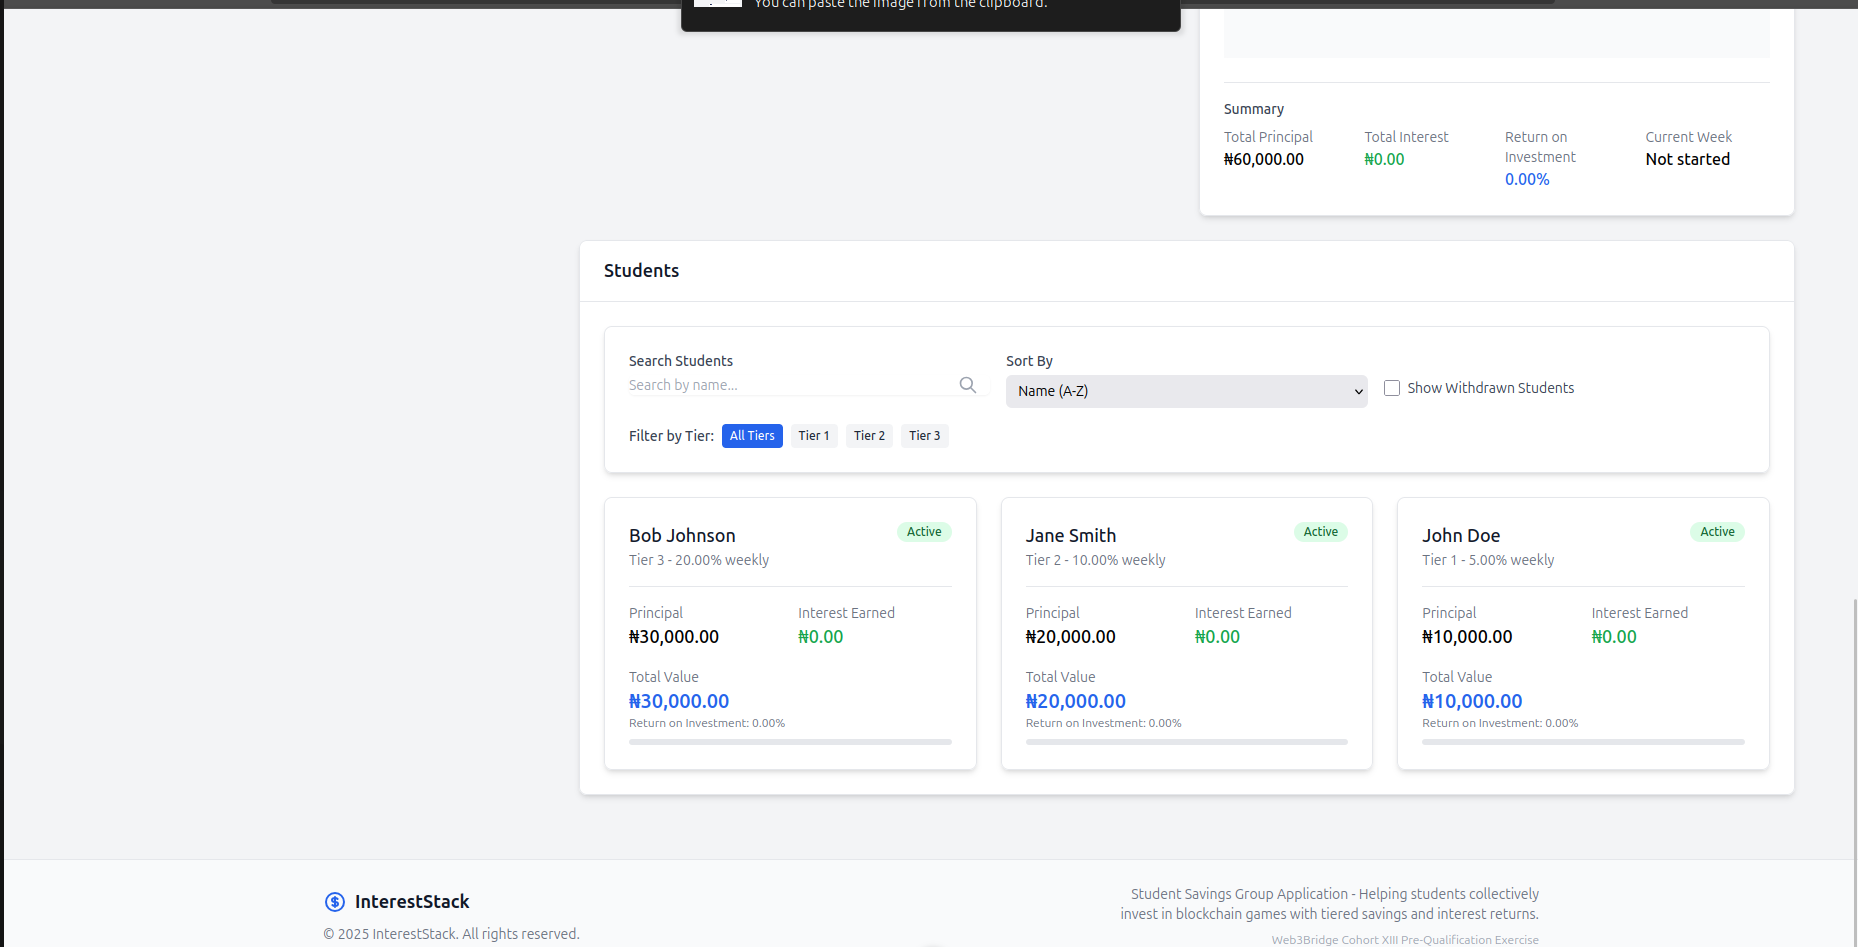 You can paste the image from the clipboard.
Summary
Total Principal
₦60,000.00
Total Interest
₦0.00
Return on
Investment
0.00%
Current Week
Not started
Students
Search Students
Search by name...
Sort By
Name (A-Z)
Show Withdrawn Students
Filter by Tier: All Tiers Tier 1 Tier 2 Tier 3
Bob Johnson
Active
Tier 3 - 20.00% weekly
Principal
₦30,000.00
Interest Earned
₦0.00
Total Value
₦30,000.00
Return on Investment: 0.00%
Jane Smith
Active
Tier 2 - 10.00% weekly
Principal
₦20,000.00
Interest Earned
₦0.00
Total Value
₦20,000.00
Return on Investment: 0.00%
John Doe
Active
Tier 1 - 5.00% weekly
Principal
₦10,000.00
Interest Earned
₦0.00
Total Value
₦10,000.00
Return on Investment: 0.00%
InterestStack
© 2025 InterestStack. All rights reserved.
Student Savings Group Application - Helping students collectively
invest in blockchain games with tiered savings and interest returns.
Web3Bridge Cohort XIII Pre-Qualification Exercise